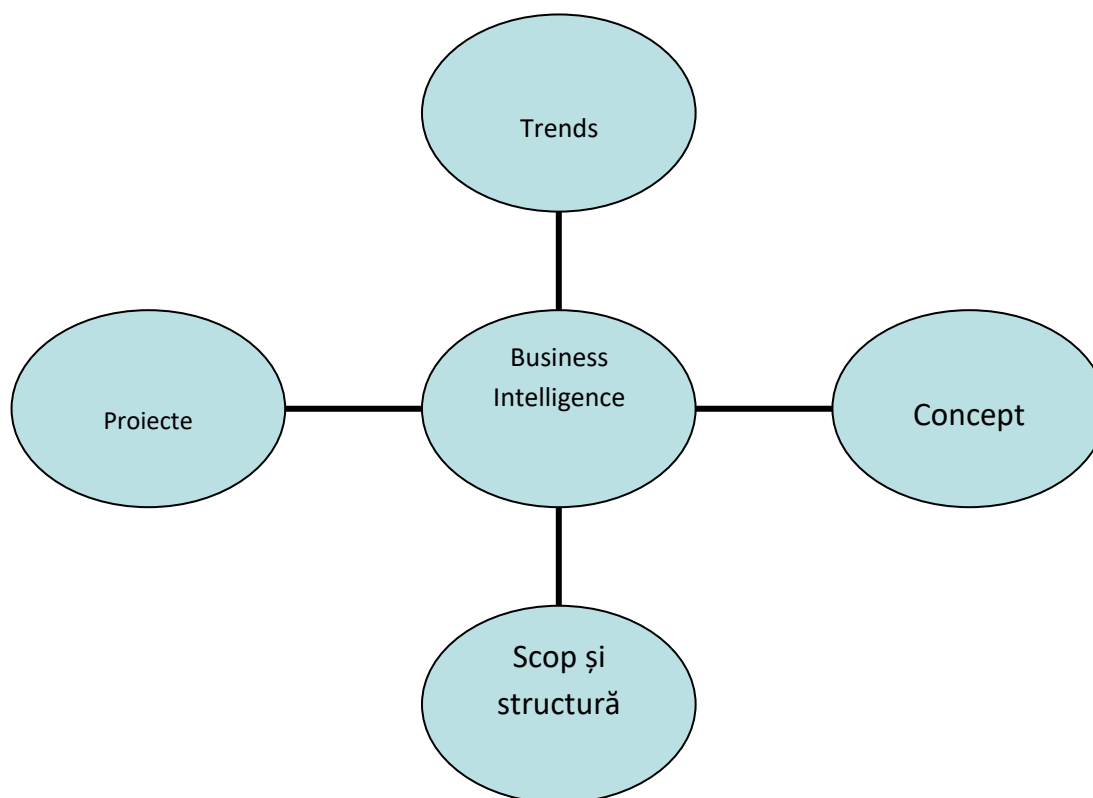 Trends
Business
Intelligence
Proiecte
Concept
Scop și
structură